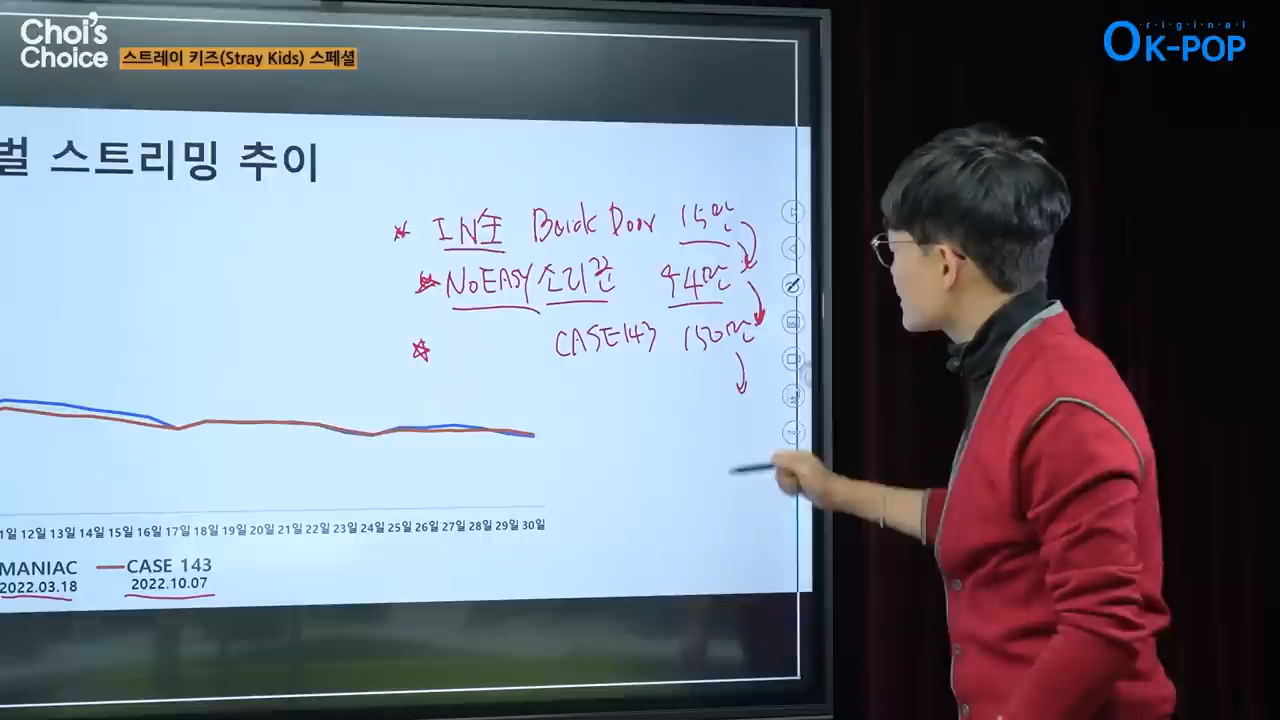 Choi's
Choice
스트레이 키즈(Stray Kids) 스페셜
original
OK-POP
벌 스트리밍 추이
IN生 Back Door 15만
NoEASY 소리꾼 44만
CASE143 150만
1일 12일 13일 14일 15일 16일 17일 18일 19일 20일 21일 22일 23일 24일 25일 26일 27일 28일 29일 30일
MANIAC CASE 143
2022.03.18 2022.10.07